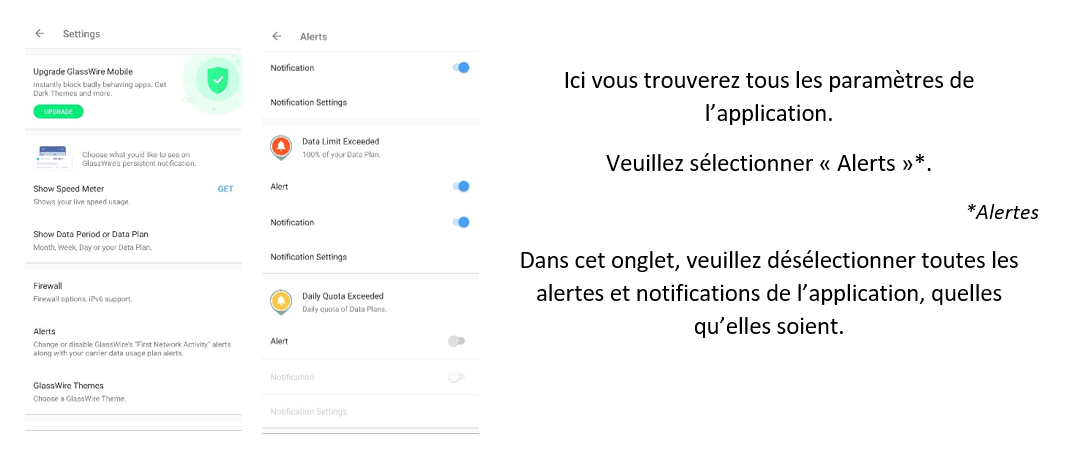 Settings
Upgrade GlassWire Mobile
Instantly block badly behaving apps. Get
Dark Themes and more.
UPGRADE
Choose what you'd like to see on
GlassWire's persistent notification.
Show Speed Meter
GET
Shows your live speed usage.
Show Data Period or Data Plan
Month, Week, Day or your Data Plan.
Firewall
Firewall options, IPv6 support.
Alerts
Change or disable GlassWire's "First Network Activity" alerts
along with your carrier data usage plan alerts.
GlassWire Themes
Choose a GlassWire Theme.
Alerts
Notification
Notification Settings
Data Limit Exceeded
100% of your Data Plan.
Alert
Notification
Notification Settings
Daily Quota Exceeded
Daily quota of Data Plans.
Alert
Notification
Notification Settings
Ici vous trouverez tous les paramètres de
l’application.
Veuillez sélectionner « Alerts »*.
*Alertes
Dans cet onglet, veuillez désélectionner toutes les
alertes et notifications de l’application, quelles
qu’elles soient.